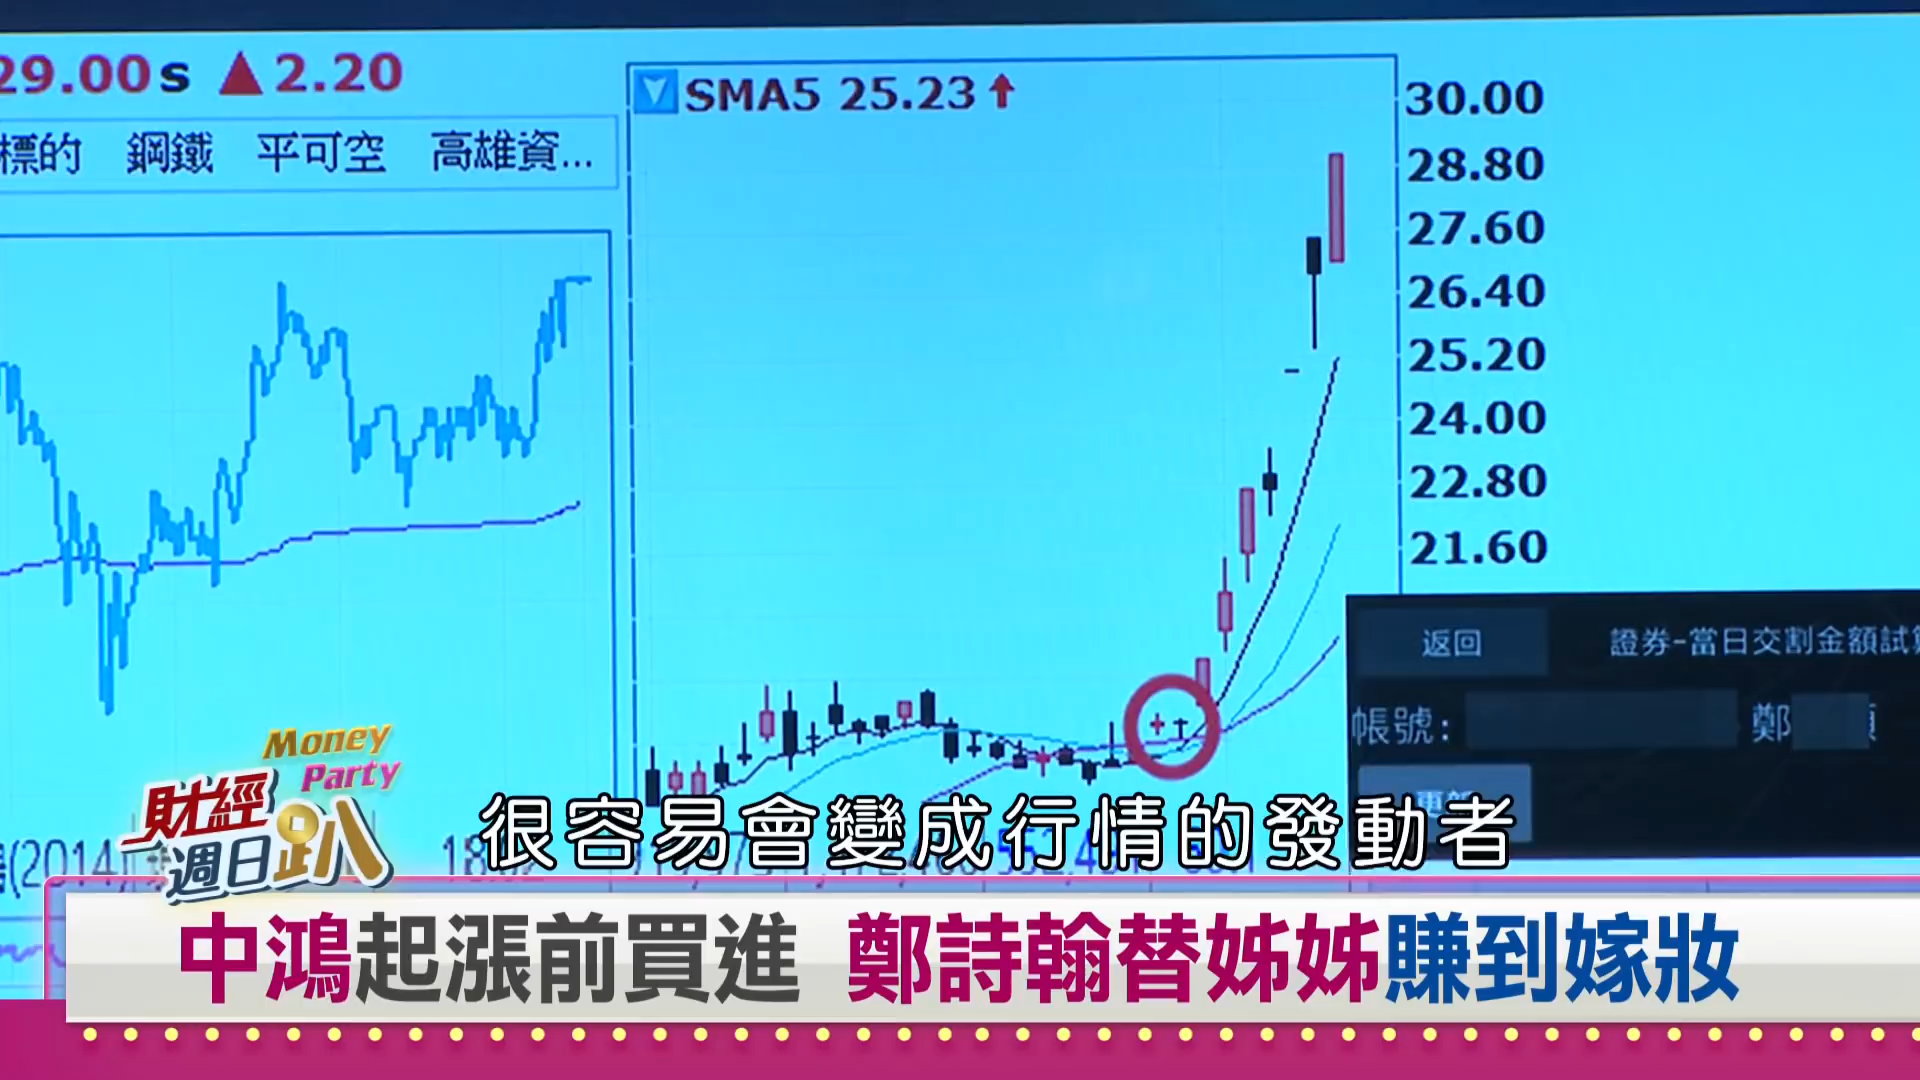 29.00s ▲2.20
標的 鋼鐵 平可空 高雄資...
SMA5 25.23↑
30.00
28.80
27.60
26.40
25.20
24.00
22.80
21.60
返回
證券-當日交割金額試
帳號:
鄭
Money
Party
財經
週日趴
(2014)
很容易會變成行情的發動者
中鴻起漲前買進 鄭詩翰替姊姊賺到嫁妝